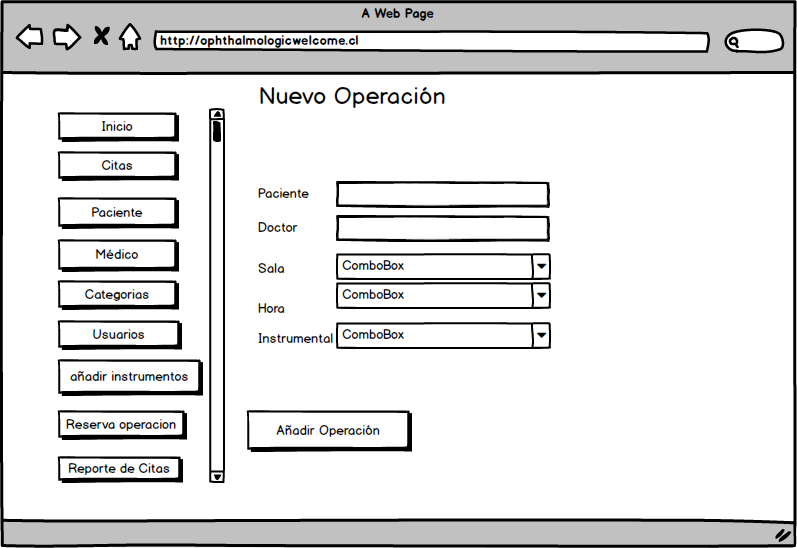 A Web Page
http://ophthalmologicwelcome.cl
Nuevo Operación
Inicio
Citas
Paciente
Médico
Categorias
Usuarios
añadir instrumentos
Reserva operacion
Reporte de Citas
Paciente
Doctor
Sala ComboBox
Hora ComboBox
Instrumental ComboBox
Añadir Operación